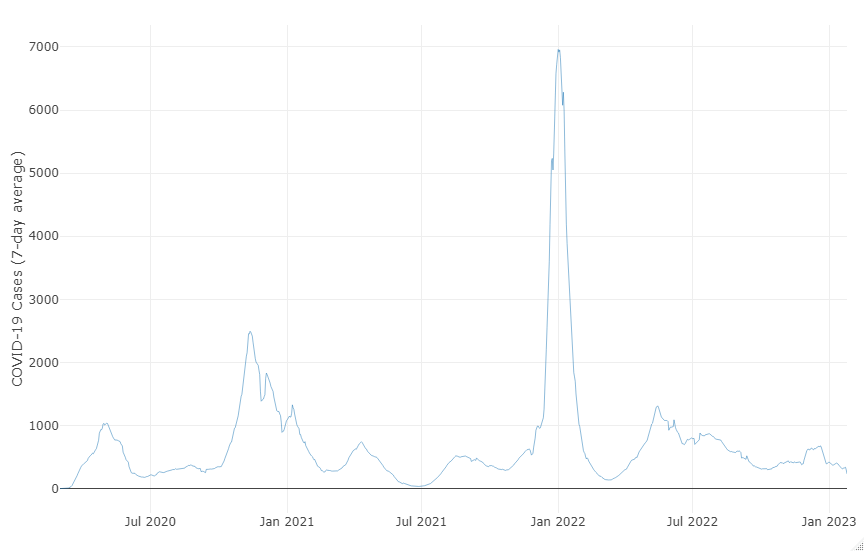 7000
6000
5000
4000
3000
2000
1000
0
COVID-19 Cases (7-day average)
Jul 2020
Jan 2021
Jul 2021
Jan 2022
Jul 2022
Jan 2023